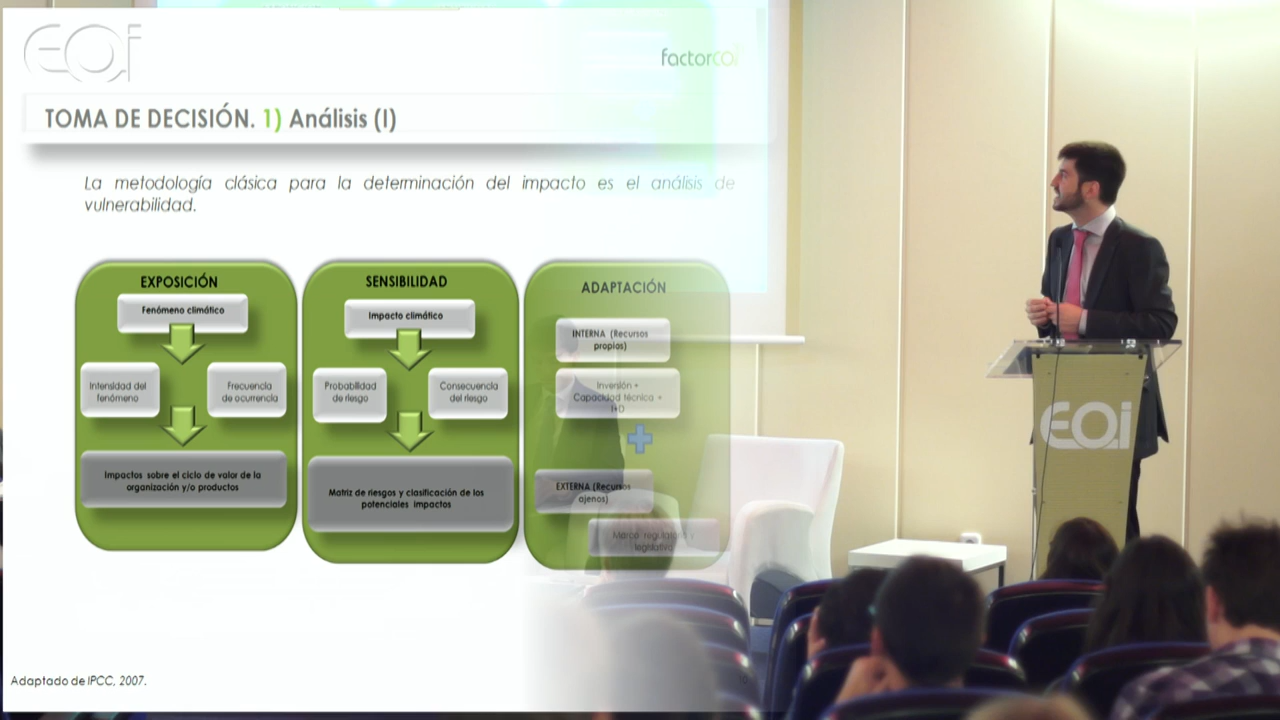 EOi
factorco2
TOMA DE DECISIÓN. 1) Análisis (I)
La metodología clásica para la determinación del impacto es el análisis de
vulnerabilidad.
EXPOSICIÓN
Fenómeno climático
Intensidad del
fenómeno
Frecuencia
de ocurrencia
Impactos sobre el ciclo de valor de la
organización y/o productos
SENSIBILIDAD
Impacto climático
Probabilidad
de riesgo
Consecuencia
del riesgo
Matriz de riesgos y clasificación de los
potenciales impactos
ADAPTACIÓN
INTERNA (Recursos
propios)
Inversión +
Capacidad técnica +
I+D
EXTERNA (Recursos
ajenos)
Marco regulatorio y
legislativo
Adaptado de IPCC, 2007.
EOi